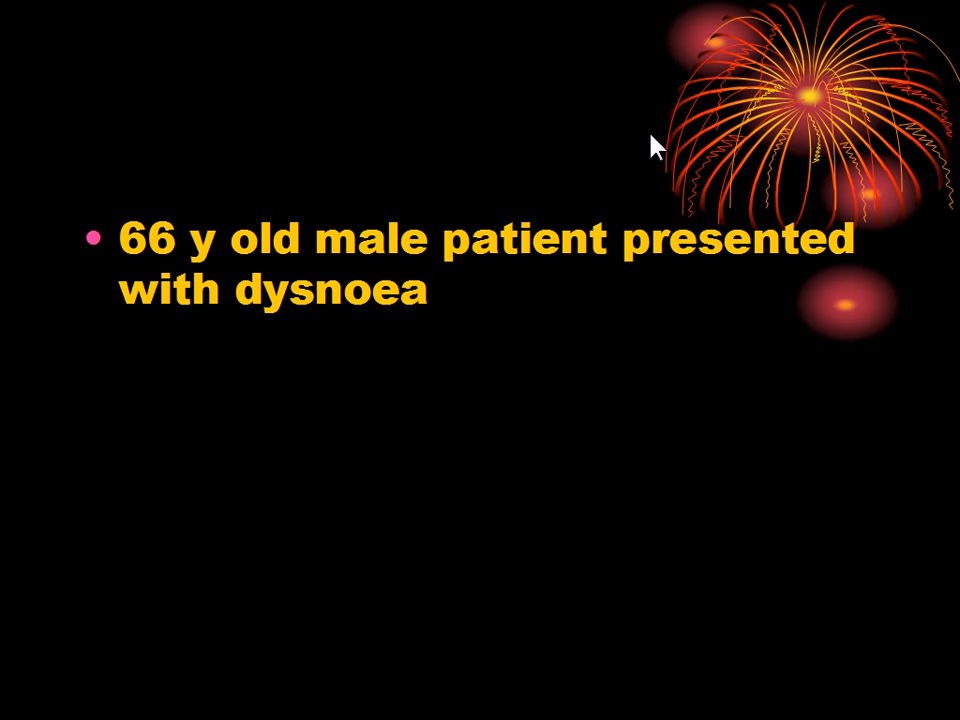 • 66 y old male patient presented
with dysnoea